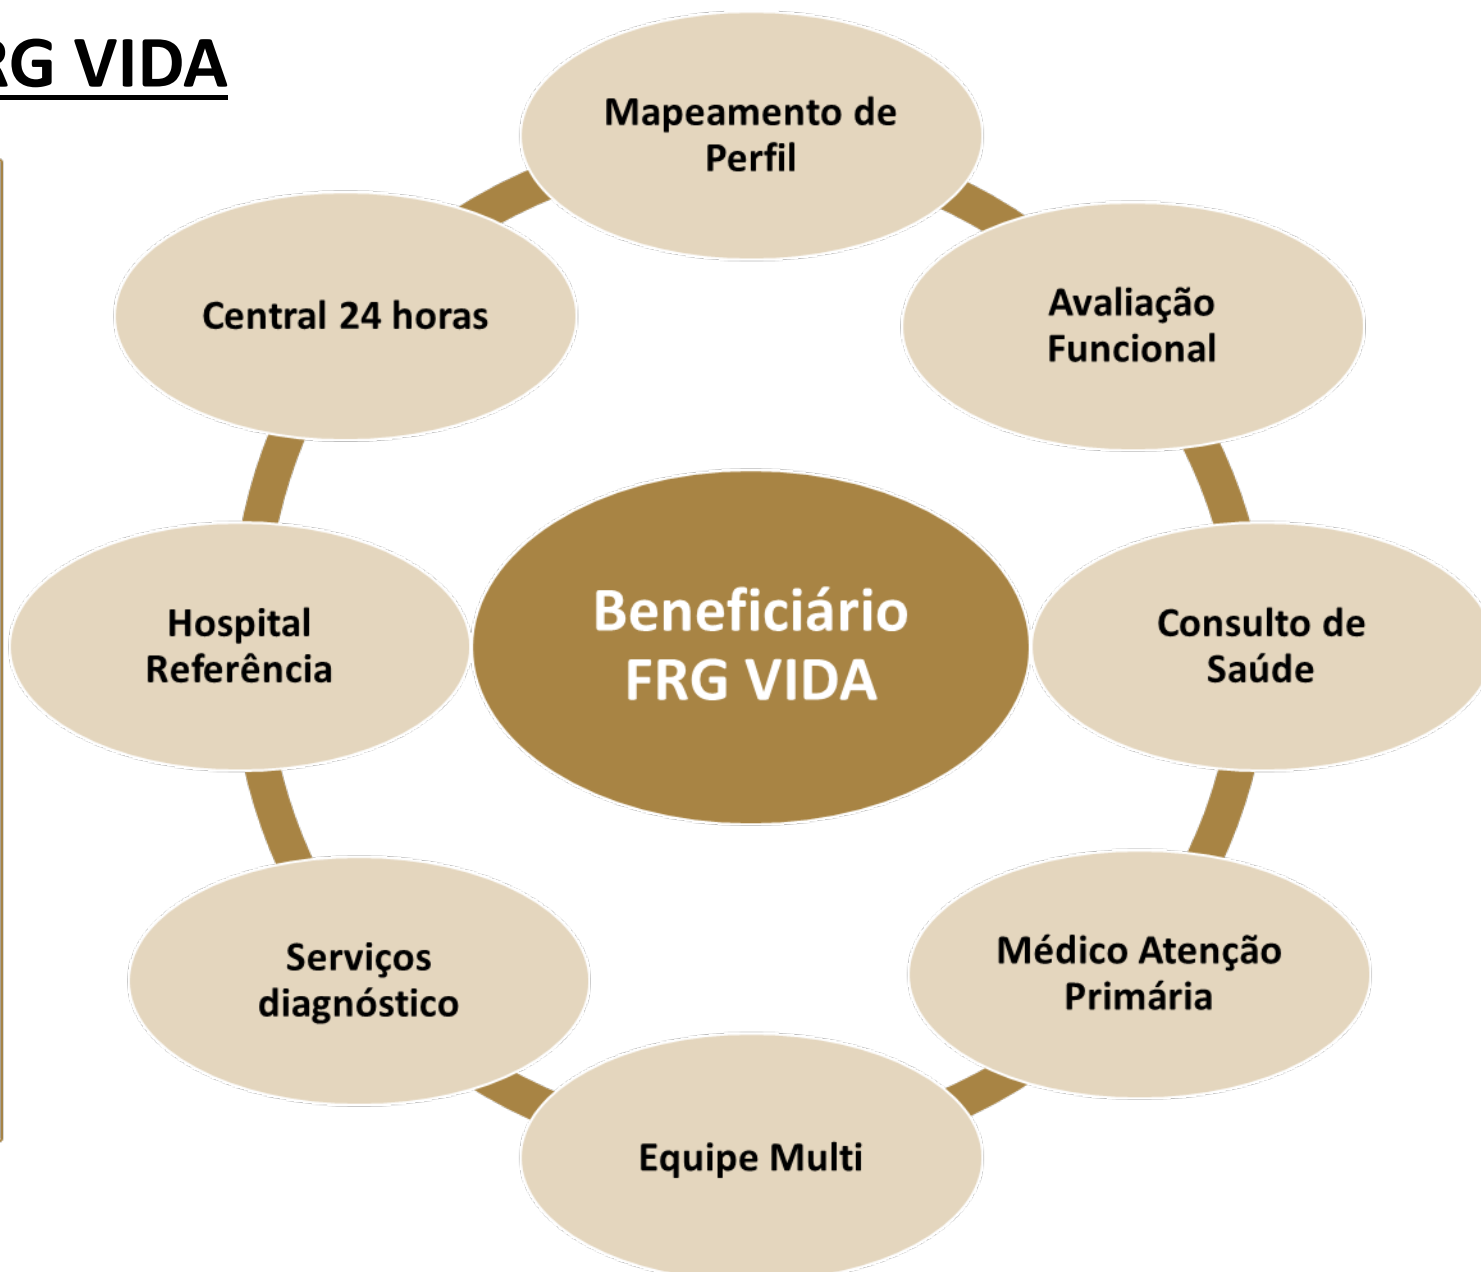 RG VIDA
Mapeamento de
Perfil
Avaliação
Funcional
Consulto de
Saúde
Médico Atenção
Primária
Equipe Multi
Serviços
diagnóstico
Hospital
Referência
Central 24 horas
Beneficiário
FRG VIDA